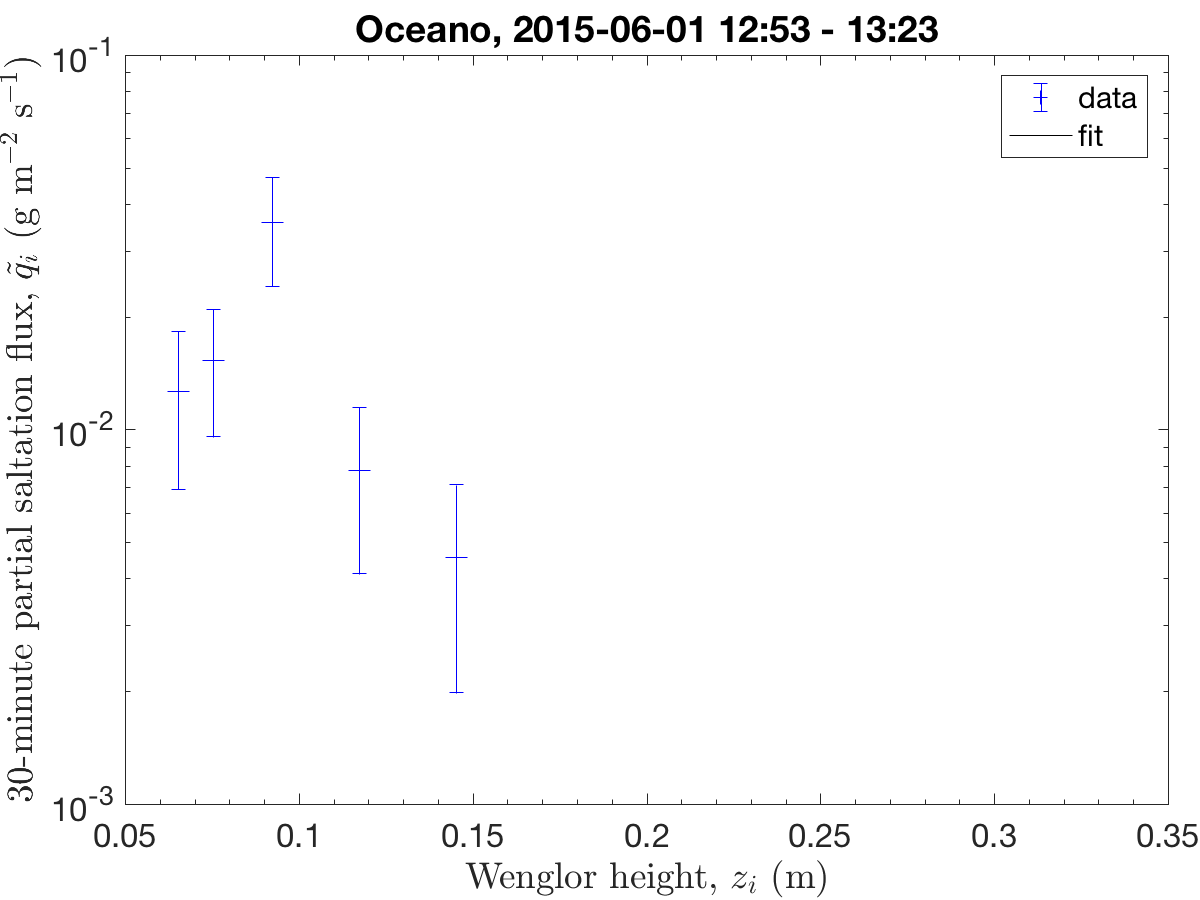 Oceano, 2015-06-01 12:53 - 13:23
30-minute partial saltation flux, q̃ᵢ (g m⁻² s⁻¹)
10⁻¹
10⁻²
10⁻³
data
fit
0.05 0.1 0.15 0.2 0.25 0.3 0.35
Wenglor height, zᵢ (m)